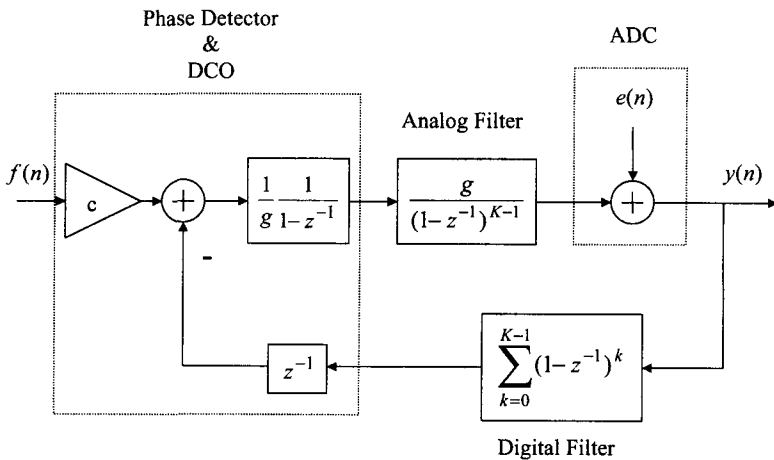 Phase Detector
&
DCO
ADC
e(n)
Analog Filter
f(n)
c
+
1/g 1/(1-z^{-1})
g/(1-z^{-1})^{K-1}
+
y(n)
-
z^{-1}
\sum_{k=0}^{K-1}(1-z^{-1})^k
Digital Filter